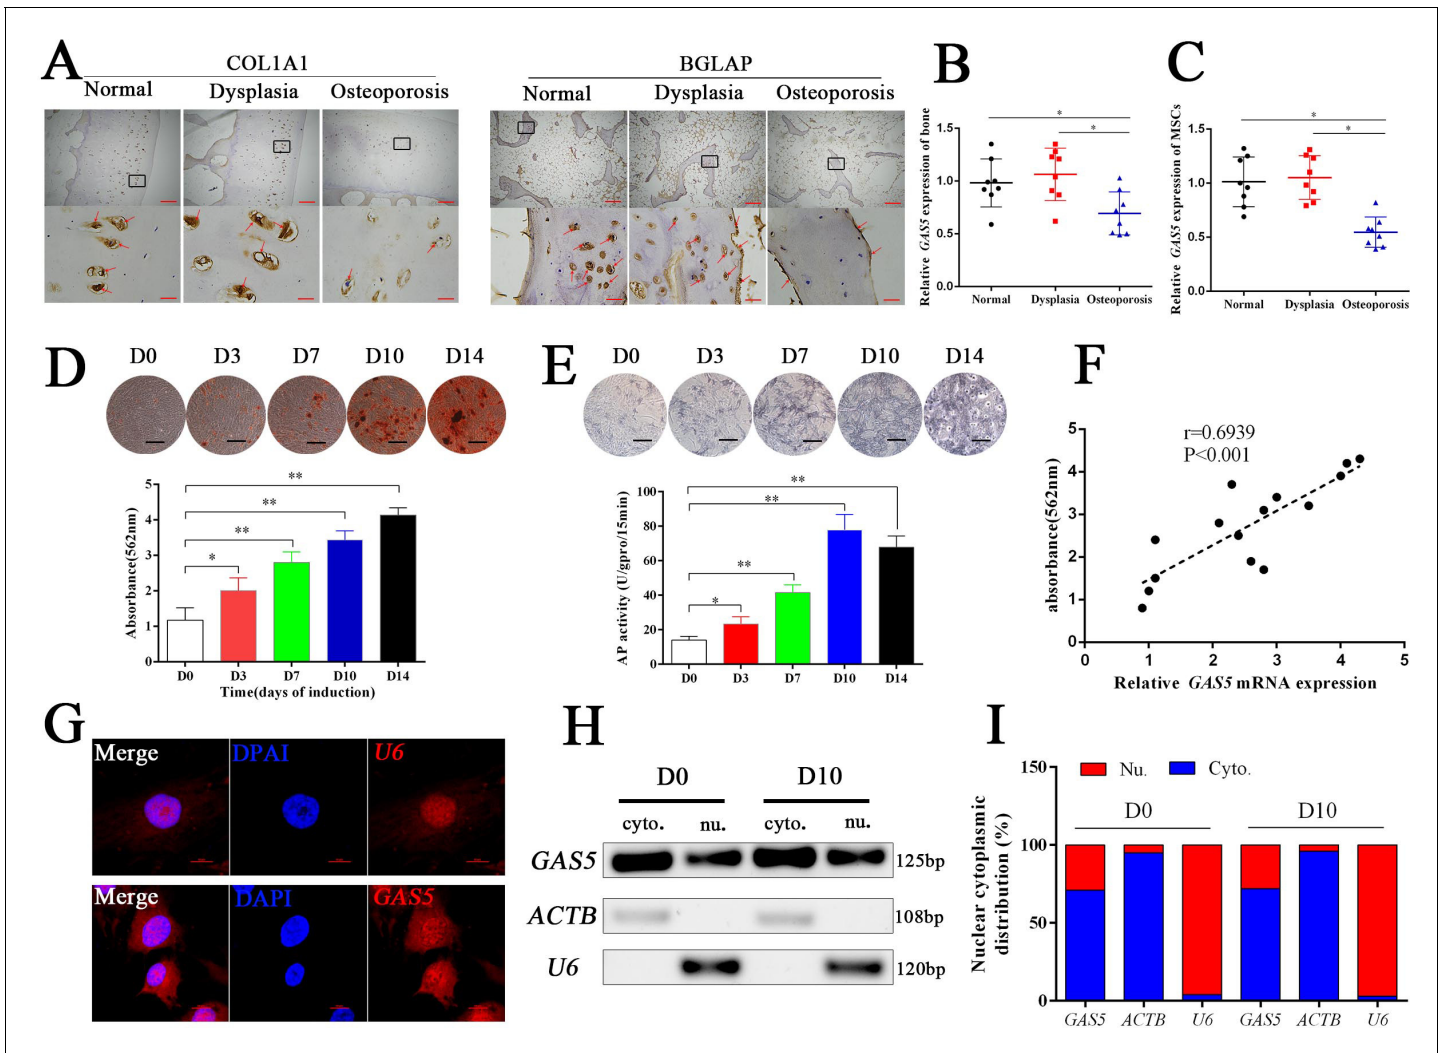 A
COL1A1
Normal Dysplasia Osteoporosis
BGLAP
Normal Dysplasia Osteoporosis
B
Relative GAS5 expression of bone
1.5
1.0
0.5
0.0
*
*
Normal Dysplasia Osteoporosis
C
Relative GAS5 expression of MSCs
1.5
1.0
0.5
0.0
*
*
Normal Dysplasia Osteoporosis
D
D0 D3 D7 D10 D14
Absorbance(562nm)
5
4
3
2
1
0
**
**
**
*
D0 D3 D7 D10 D14
Time(days of induction)
E
D0 D3 D7 D10 D14
AP activity (U/gpro/15min)
100
80
60
40
20
0
**
**
**
*
D0 D3 D7 D10 D14
F
r=0.6939
P<0.001
absorbance(562nm)
5
4
3
2
1
0
0 1 2 3 4 5
Relative GAS5 mRNA expression
G
Merge DPAI U6
Merge DAPI GAS5
H
D0 D10
cyto. nu. cyto. nu.
GAS5 125bp
ACTB 108bp
U6 120bp
I
Nu. Cyto.
D0 D10
Nuclear cytoplasmic
distribution (%)
150
100
50
0
GAS5 ACTB U6 GAS5 ACTB U6